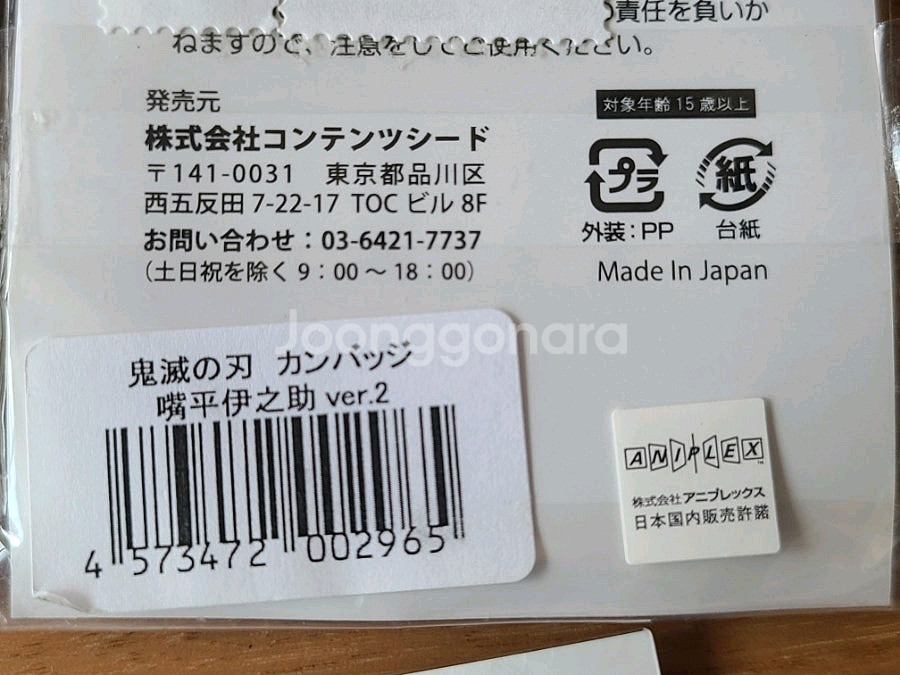 責任を負いか
ねますので、注意をしてご使用ください。
発売元
株式会社コンテンツシード
〒141-0031 東京都品川区
西五反田 7-22-17 TOC ビル 8F
お問い合わせ：03-6421-7737
（土日祝を除く 9：00～18：00）
対象年齢 15 歳以上
プラ
紙
外装：PP
台紙
Made In Japan
Joonggonara
鬼滅の刃 カンバッジ
嘴平伊之助 ver.2
4 573472 002965
ANIPLEX™
株式会社アニプレックス
日本国内販売許諾